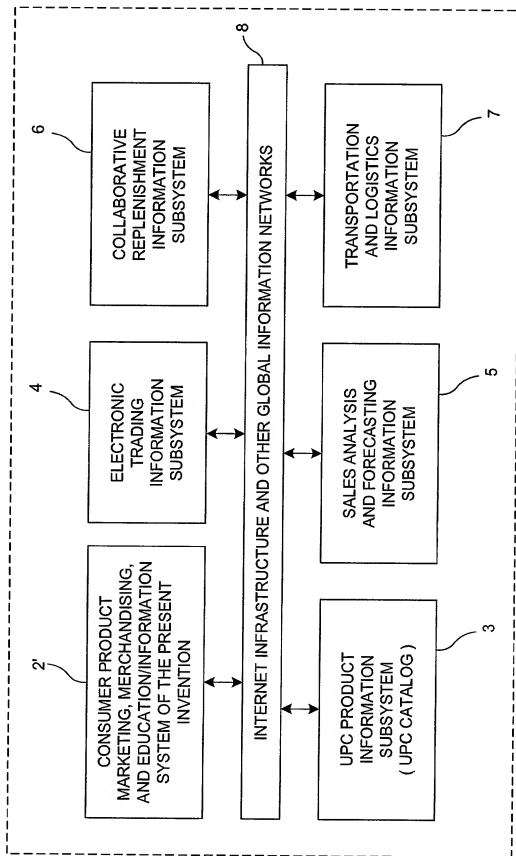 2'
CONSUMER PRODUCT
MARKETING, MERCHANDISING,
AND EDUCATION/INFORMATION
SYSTEM OF THE PRESENT
INVENTION
4
ELECTRONIC
TRADING
INFORMATION
SUBSYSTEM
6
COLLABORATIVE
REPLENISHMENT
INFORMATION
SUBSYSTEM
8
INTERNET INFRASTRUCTURE AND OTHER GLOBAL INFORMATION NETWORKS
UPC PRODUCT
INFORMATION
SUBSYSTEM
( UPC CATALOG )
3
SALES ANALYSIS
AND FORECASTING
INFORMATION
SUBSYSTEM
5
TRANSPORTATION
AND LOGISTICS
INFORMATION
SUBSYSTEM
7